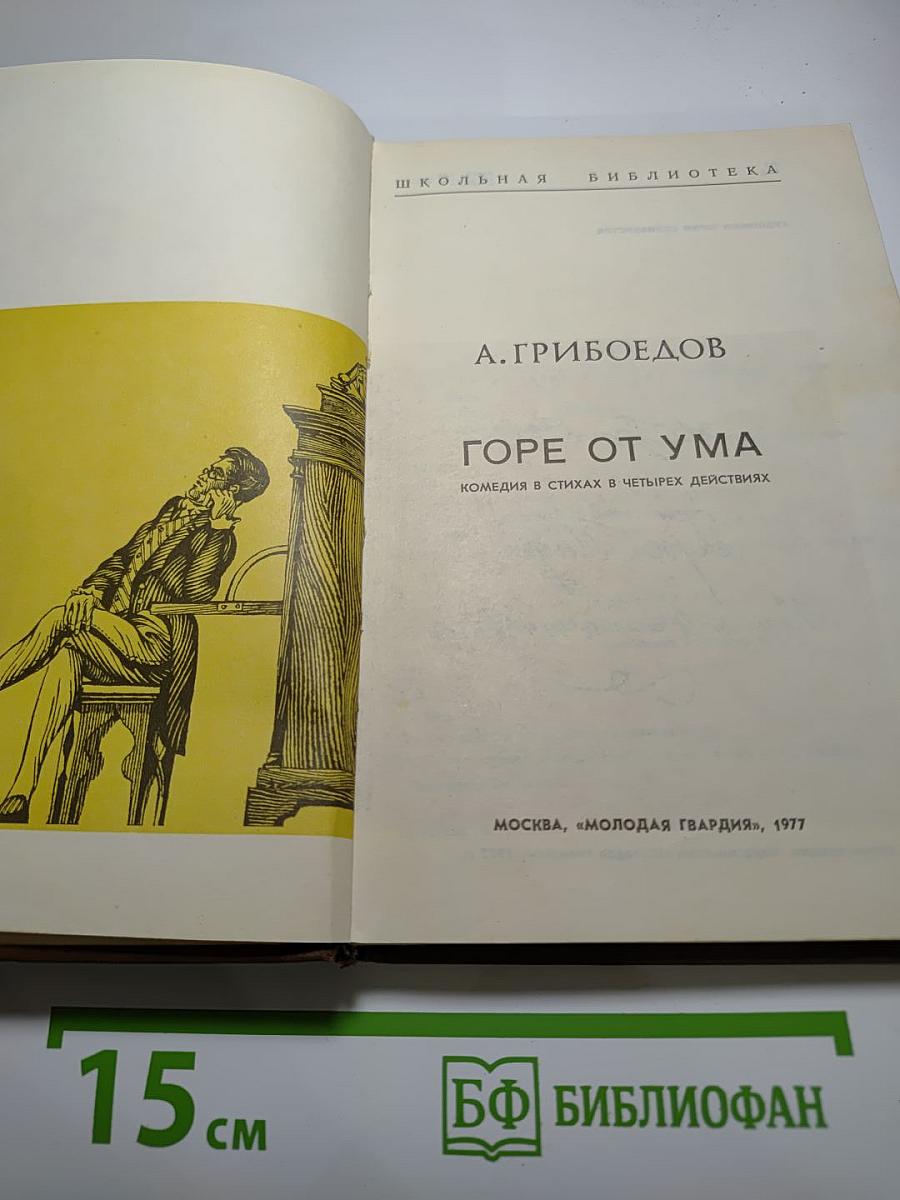 ШКОЛЬНАЯ БИБЛИОТЕКА
А. ГРИБОЕДОВ
ГОРЕ ОТ УМА
КОМЕДИЯ В СТИХАХ В ЧЕТЫРЕХ ДЕЙСТВИЯХ
МОСКВА, «МОЛОДАЯ ГВАРДИЯ», 1977
15 см
БФ БИБЛИОФАН